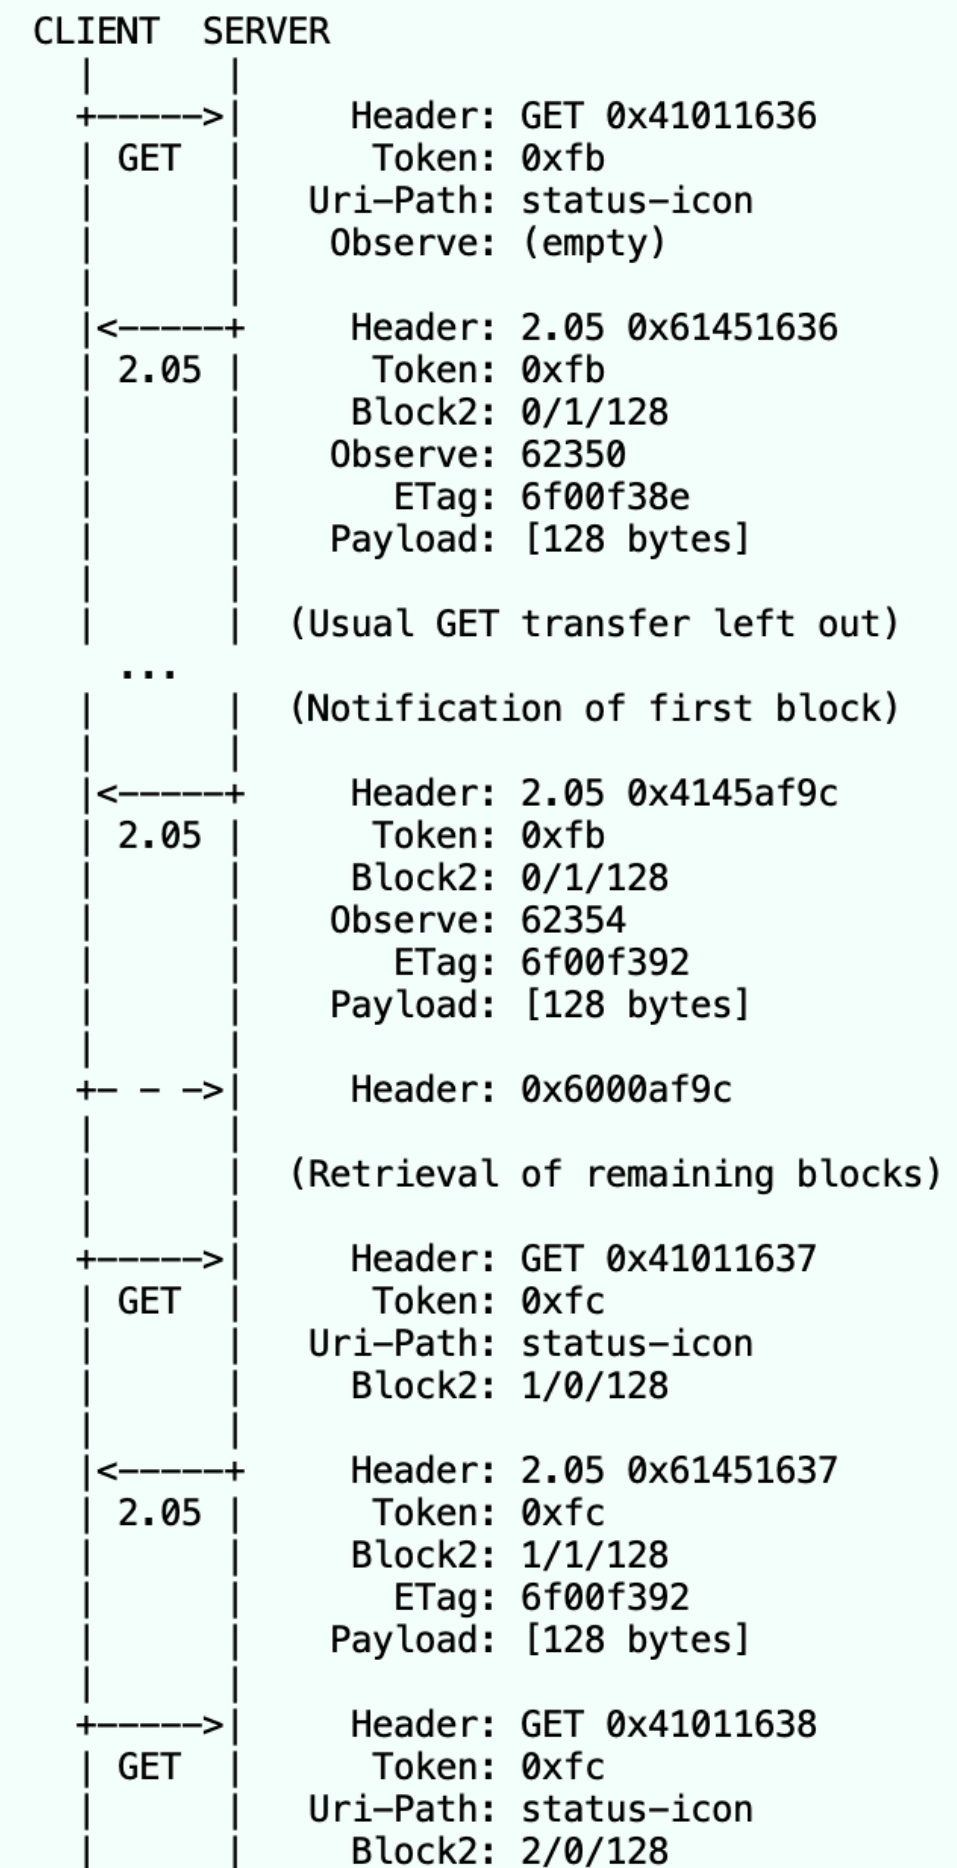 CLIENT  SERVER
  |      |
  +----->|     Header: GET 0x41011636
  | GET  |      Token: 0xfb
  |      |   Uri-Path: status-icon
  |      |    Observe: (empty)
  |      |
  |<-----+     Header: 2.05 0x61451636
  | 2.05 |      Token: 0xfb
  |      |     Block2: 0/1/128
  |      |    Observe: 62350
  |      |       ETag: 6f00f38e
  |      |    Payload: [128 bytes]
  |      |
  |      |  (Usual GET transfer left out)
    ...
  |      |  (Notification of first block)
  |      |
  |<-----+     Header: 2.05 0x4145af9c
  | 2.05 |      Token: 0xfb
  |      |     Block2: 0/1/128
  |      |    Observe: 62354
  |      |       ETag: 6f00f392
  |      |    Payload: [128 bytes]
  |      |
  +- - ->|     Header: 0x6000af9c
  |      |
  |      |  (Retrieval of remaining blocks)
  |      |
  +----->|     Header: GET 0x41011637
  | GET  |      Token: 0xfc
  |      |   Uri-Path: status-icon
  |      |     Block2: 1/0/128
  |      |
  |<-----+     Header: 2.05 0x61451637
  | 2.05 |      Token: 0xfc
  |      |     Block2: 1/1/128
  |      |       ETag: 6f00f392
  |      |    Payload: [128 bytes]
  |      |
  +----->|     Header: GET 0x41011638
  | GET  |      Token: 0xfc
  |      |   Uri-Path: status-icon
  |      |     Block2: 2/0/128